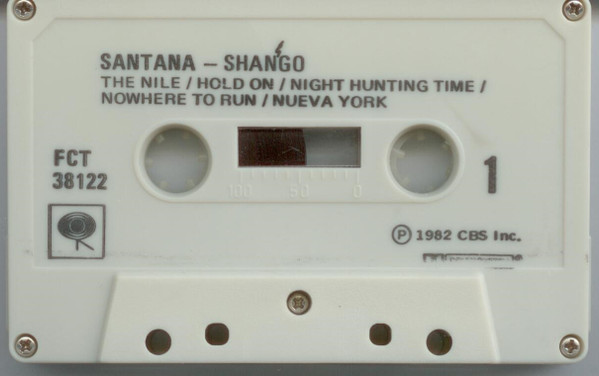 SANTANA – SHANGÓ
THE NILE / HOLD ON / NIGHT HUNTING TIME /
NOWHERE TO RUN / NUEVA YORK
FCT
38122
1
100 50 0
Ⓟ 1982 CBS Inc.